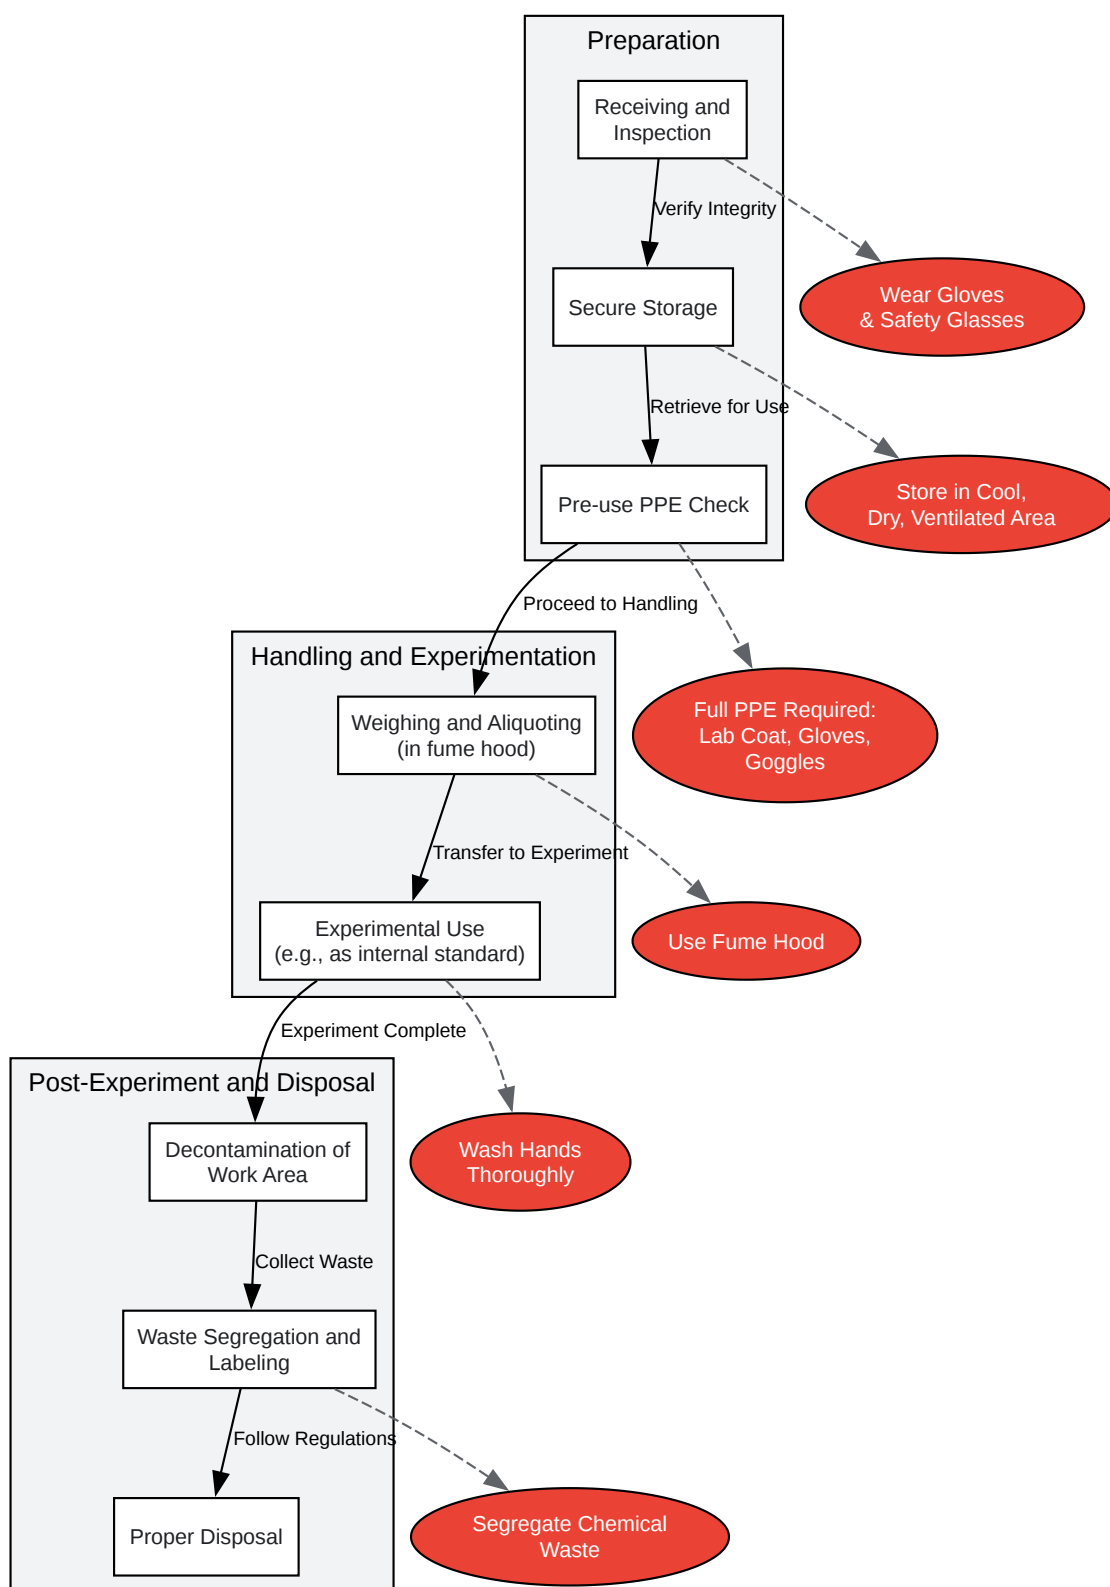 Preparation
Receiving and
Inspection
Verify Integrity
Wear Gloves
& Safety Glasses
Secure Storage
Retrieve for Use
Store in Cool,
Dry, Ventilated Area
Pre-use PPE Check
Proceed to Handling
Handling and Experimentation
Full PPE Required:
Lab Coat, Gloves,
Goggles
Weighing and Aliquoting
(in fume hood)
Transfer to Experiment
Use Fume Hood
Experimental Use
(e.g., as internal standard)
Experiment Complete
Post-Experiment and Disposal
Decontamination of
Work Area
Wash Hands
Thoroughly
Collect Waste
Waste Segregation and
Labeling
Follow Regulations
Segregate Chemical
Waste
Proper Disposal